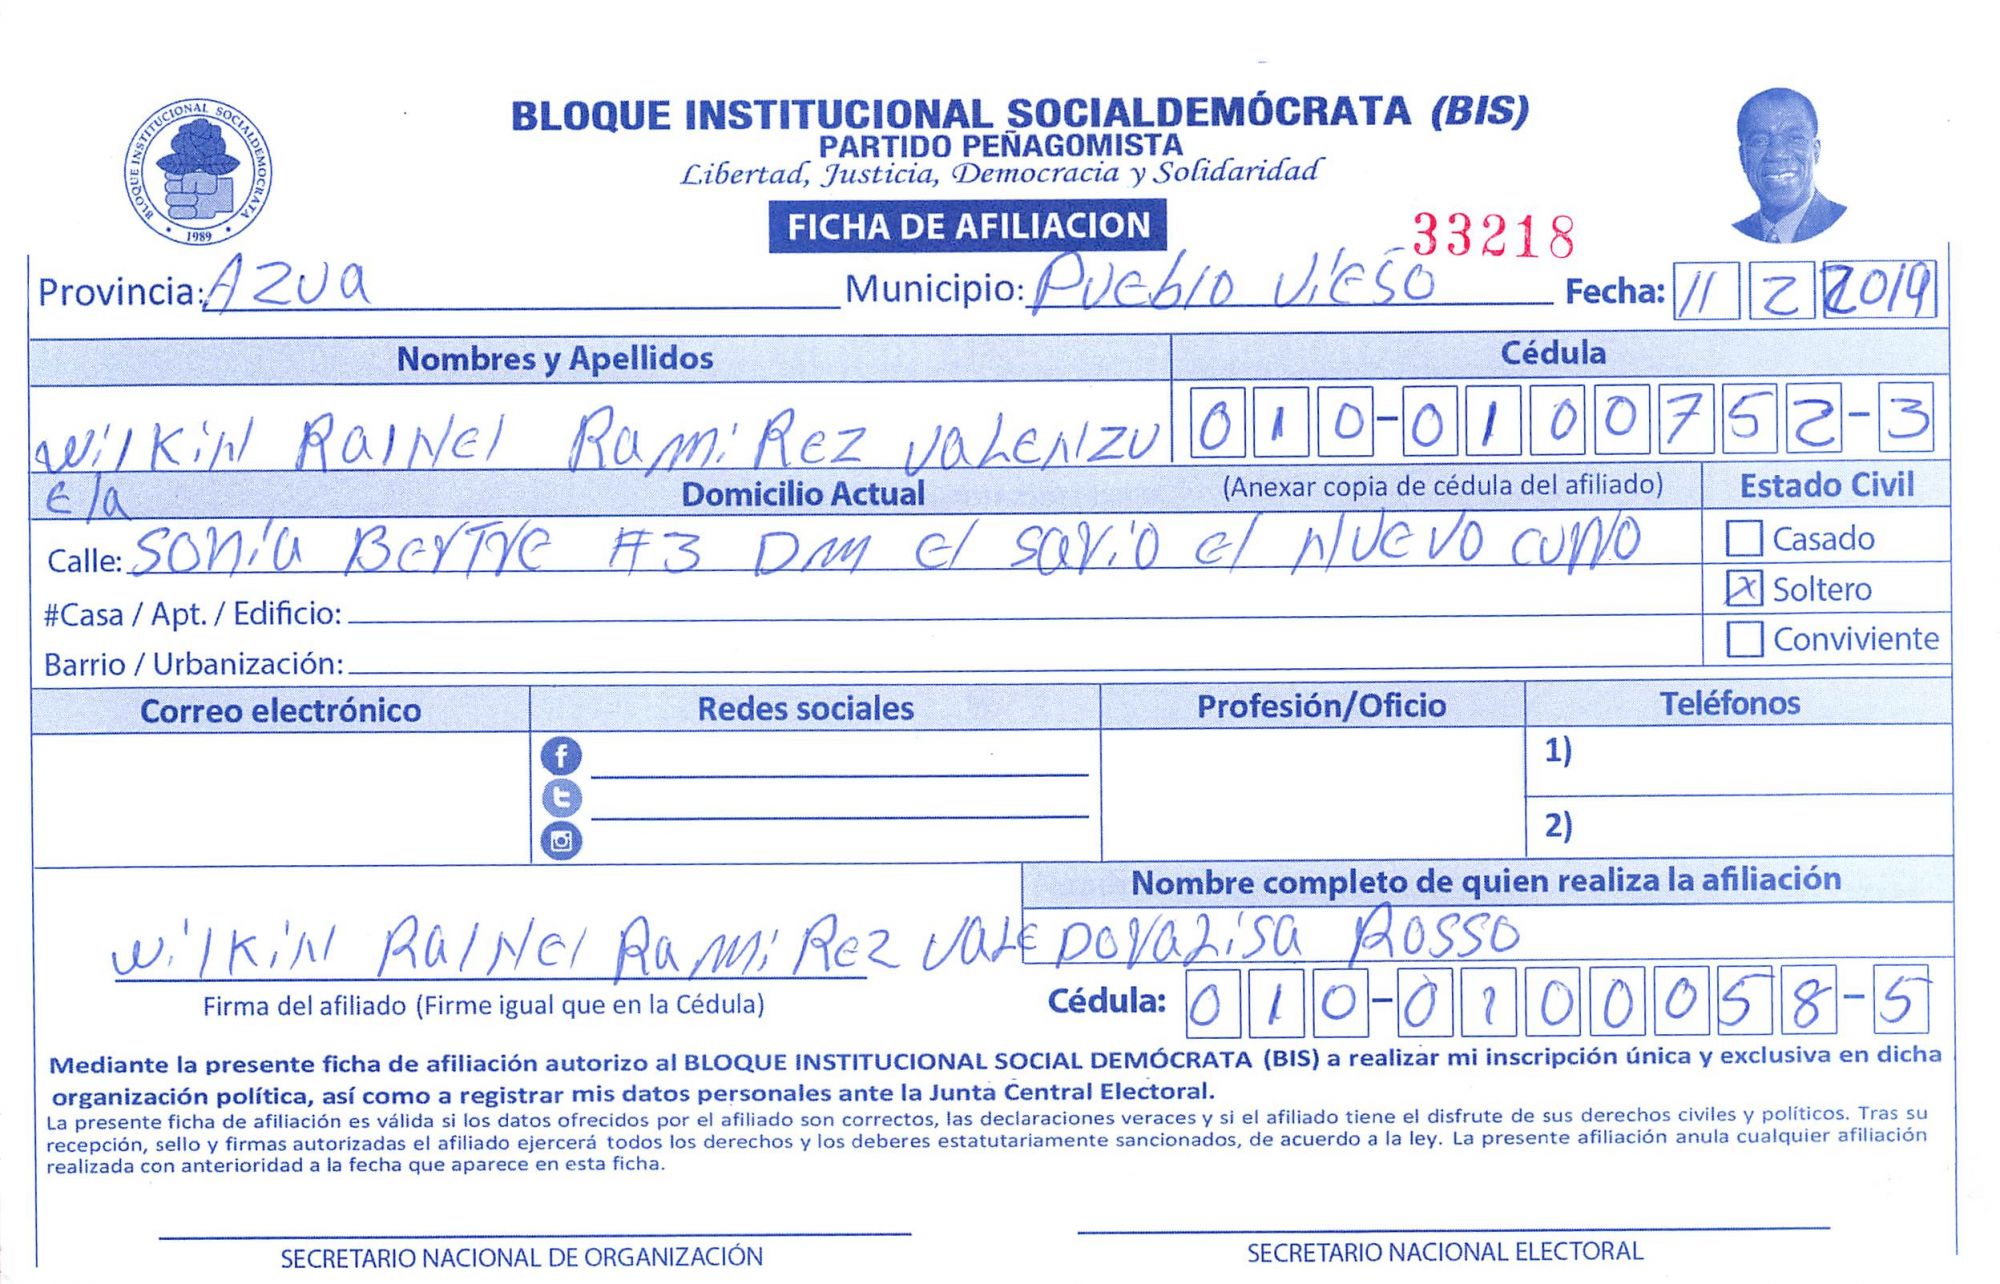 BLOQUE INSTITUCIONAL SOCIALDEMOCRATA
1989
BLOQUE INSTITUCIONAL SOCIALDEMÓCRATA (BIS)
PARTIDO PEÑAGOMISTA
Libertad, Justicia, Democracia y Solidaridad
FICHA DE AFILIACION
33218
Provincia: AZUA Municipio: PUEblO ViESO Fecha: 11 2 2019
Nombres y Apellidos Cédula
WilKiN RAINEl RAMiREZ VALENZU 010-0100752-3
Ela Domicilio Actual (Anexar copia de cédula del afiliado) Estado Civil
Calle: SONiA #3 DM El El NUEVO Casado
#Casa / Apt. / Edificio: X Soltero
Barrio / Urbanización: Conviviente
Correo electrónico Redes sociales Profesión/Oficio Teléfonos
1)
2)
Nombre completo de quien realiza la afiliación
WilKiN RAINEl RAMiREZ VALE ROSSO
Firma del afiliado (Firme igual que en la Cédula) Cédula: 010-0100058-5
Mediante la presente ficha de afiliación autorizo al BLOQUE INSTITUCIONAL SOCIAL DEMÓCRATA (BIS) a realizar mi inscripción única y exclusiva en dicha
organización política, así como a registrar mis datos personales ante la Junta Central Electoral.
La presente ficha de afiliación es válida si los datos ofrecidos por el afiliado son correctos, las declaraciones veraces y si el afiliado tiene el disfrute de sus derechos civiles y políticos. Tras su
recepción, sello y firmas autorizadas el afiliado ejercerá todos los derechos y los deberes estatutariamente sancionados, de acuerdo a la ley. La presente afiliación anula cualquier afiliación
realizada con anterioridad a la fecha que aparece en esta ficha.
SECRETARIO NACIONAL DE ORGANIZACIÓN SECRETARIO NACIONAL ELECTORAL